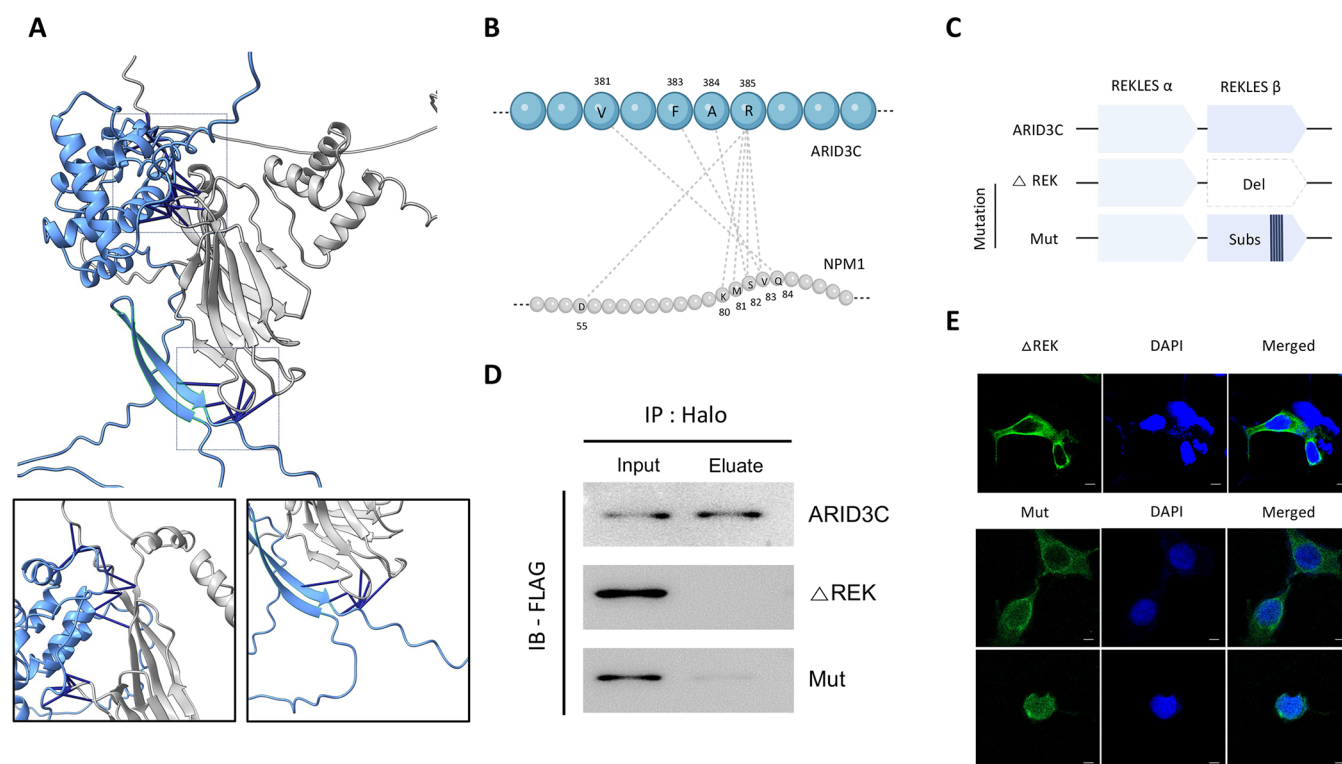 A
B
381
383
384
385
V
F
A
R
ARID3C
NPM1
D
K
M
S
V
Q
55
80
81
82
83
84
C
REKLES α
REKLES β
ARID3C
△ REK
Del
Mutation
Mut
Subs
D
IP : Halo
Input
Eluate
IB - FLAG
ARID3C
△REK
Mut
E
△REK
DAPI
Merged
Mut
DAPI
Merged